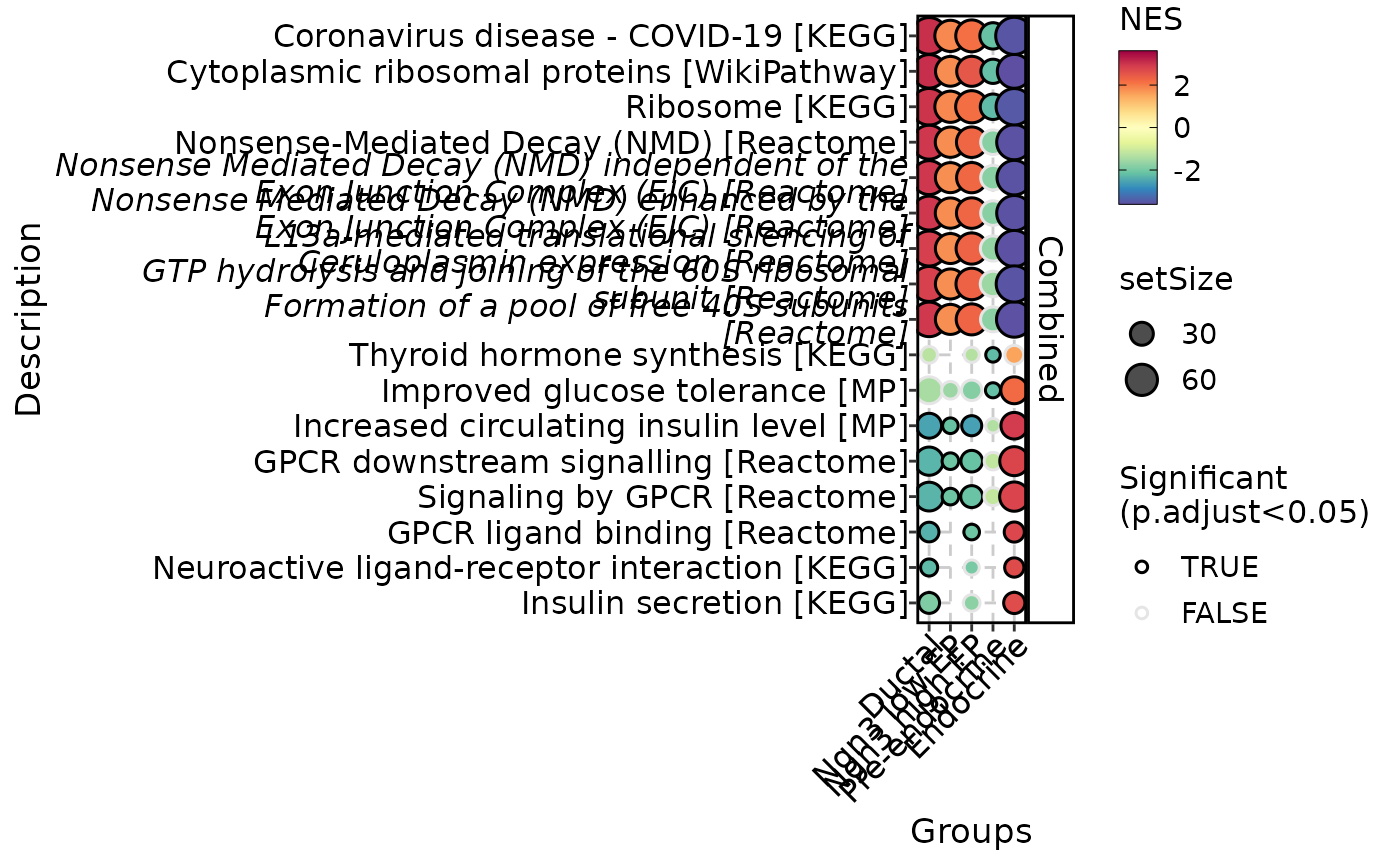 Coronavirus disease - COVID-19 [KEGG]
Cytoplasmic ribosomal proteins [WikiPathway]
Ribosome [KEGG]
Nonsense-Mediated Decay (NMD) [Reactome]
Nonsense Mediated Decay (NMD) independent of the
Exon Junction Complex (EJC) [Reactome]
Nonsense Mediated Decay (NMD) enhanced by the
Exon Junction Complex (EJC) [Reactome]
L13a-mediated translational silencing of
Ceruloplasmin expression [Reactome]
GTP hydrolysis and joining of the 60S ribosomal
subunit [Reactome]
Formation of a pool of free 40S subunits
[Reactome]
Thyroid hormone synthesis [KEGG]
Improved glucose tolerance [MP]
Increased circulating insulin level [MP]
GPCR downstream signalling [Reactome]
Signaling by GPCR [Reactome]
GPCR ligand binding [Reactome]
Neuroactive ligand-receptor interaction [KEGG]
Insulin secretion [KEGG]
Description
Combined
Ductal
Ngn3 low EP
Ngn3 high EP
Pre-endocrine
Endocrine
Groups
NES
2
0
-2
setSize
30
60
Significant
(p.adjust<0.05)
TRUE
FALSE